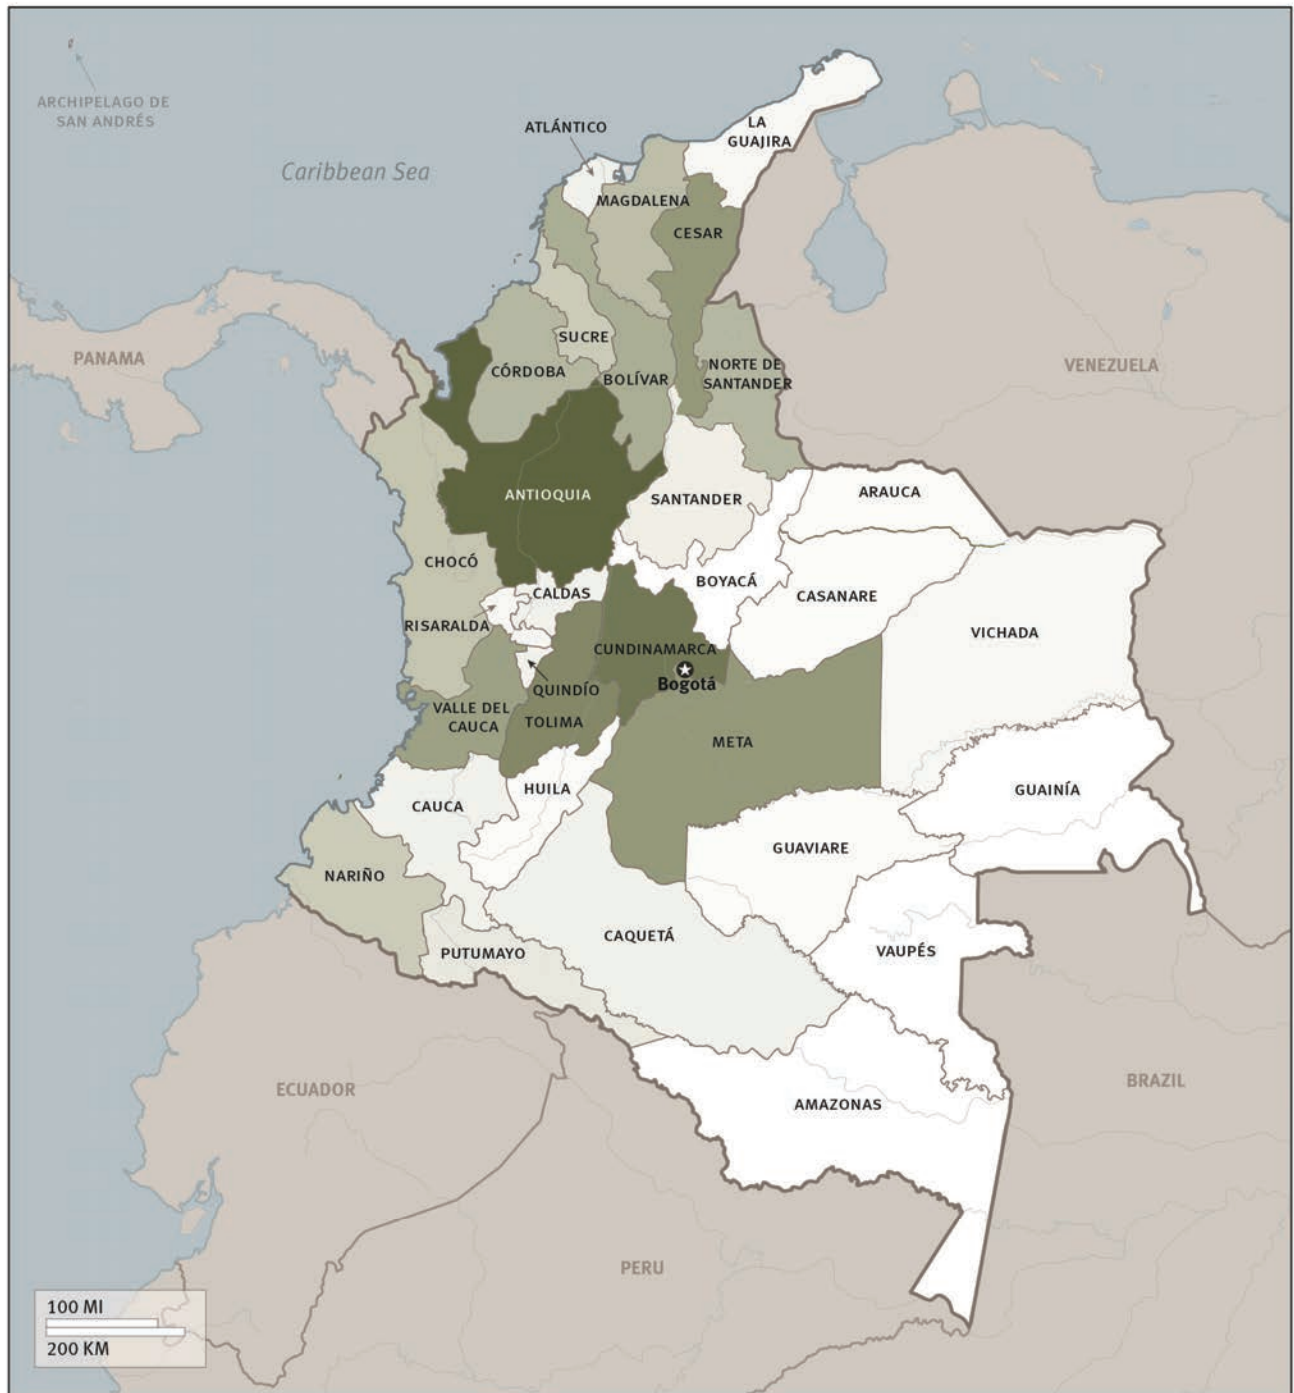 ARCHIPELAGO DE
SAN ANDRÉS
Caribbean Sea
ATLÁNTICO
LA
GUAJIRA
MAGDALENA
CESAR
SUCRE
PANAMA
CÓRDOBA
BOLÍVAR
NORTE DE
SANTANDER
VENEZUELA
ANTIOQUIA
SANTANDER
ARAUCA
CHOCÓ
CALDAS
BOYACÁ
CASANARE
RISARALDA
VICHADA
CUNDINAMARCA
Bogotá
QUINDÍO
VALLE DEL
CAUCA
TOLIMA
META
HUILA
CAUCA
GUAINÍA
GUAVIARE
NARIÑO
CAQUETÁ
PUTUMAYO
VAUPÉS
ECUADOR
BRAZIL
AMAZONAS
PERU
100 MI
200 KM